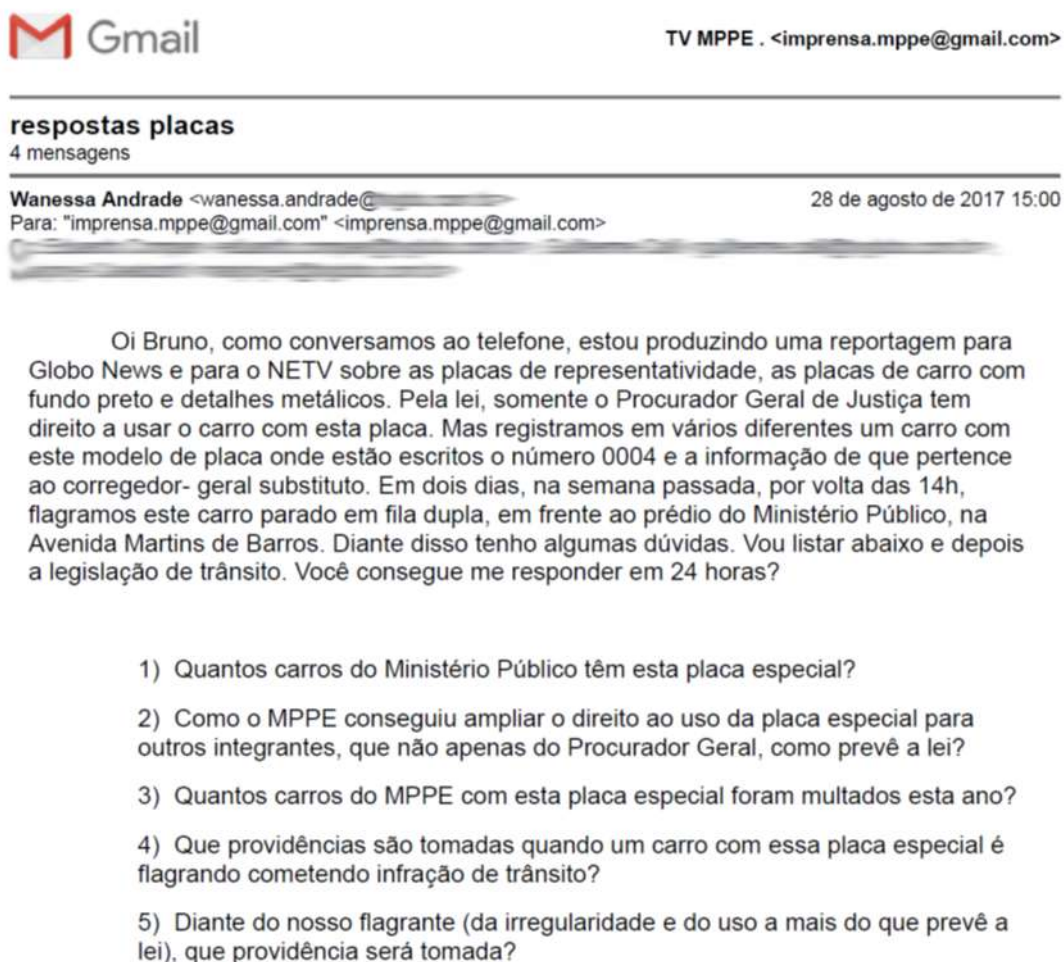 Gmail
TV MPPE . <imprensa.mppe@gmail.com>
respostas placas
4 mensagens
Wanessa Andrade <wanessa.andrade@
28 de agosto de 2017 15:00
Para: "imprensa.mppe@gmail.com" <imprensa.mppe@gmail.com>
Oi Bruno, como conversamos ao telefone, estou produzindo uma reportagem para
Globo News e para o NETV sobre as placas de representatividade, as placas de carro com
fundo preto e detalhes metálicos. Pela lei, somente o Procurador Geral de Justiça tem
direito a usar o carro com esta placa. Mas registramos em vários diferentes um carro com
este modelo de placa onde estão escritos o número 0004 e a informação de que pertence
ao corregedor- geral substituto. Em dois dias, na semana passada, por volta das 14h,
flagramos este carro parado em fila dupla, em frente ao prédio do Ministério Público, na
Avenida Martins de Barros. Diante disso tenho algumas dúvidas. Vou listar abaixo e depois
a legislação de trânsito. Você consegue me responder em 24 horas?
1) Quantos carros do Ministério Público têm esta placa especial?
2) Como o MPPE conseguiu ampliar o direito ao uso da placa especial para
outros integrantes, que não apenas do Procurador Geral, como prevê a lei?
3) Quantos carros do MPPE com esta placa especial foram multados esta ano?
4) Que providências são tomadas quando um carro com essa placa especial é
flagrando cometendo infração de trânsito?
5) Diante do nosso flagrante (da irregularidade e do uso a mais do que prevê a
lei), que providência será tomada?